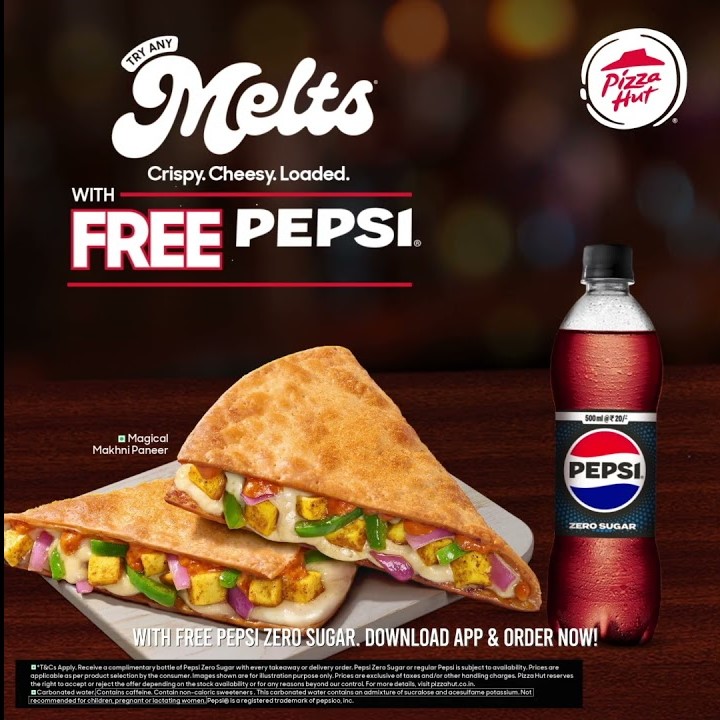 TRY ANY
Melts
Crispy. Cheesy. Loaded.
WITH
FREE PEPSI®
Pizza
Hut
®
Magical
Makhni Paneer
500 ml @ ₹ 20/-
PEPSI
ZERO SUGAR
WITH FREE PEPSI ZERO SUGAR. DOWNLOAD APP & ORDER NOW!
*T&Cs Apply. Receive a complimentary bottle of Pepsi Zero Sugar with every takeaway or delivery order. Pepsi Zero Sugar or regular Pepsi is subject to availability. Prices are
applicable as per product selection by the consumer. Images shown are for illustration purpose only. Prices are exclusive of taxes and/or other handling charges. Pizza Hut reserves
the right to accept or reject the offer depending on the stock availability or for any reasons beyond our control. For more details, visit pizzahut.co.in.
Carbonated water. Contains caffeine. Contain non-caloric sweeteners. This carbonated water contains an admixture of sucralose and acesulfame potassium. Not
recommended for children, pregnant or lactating women. Pepsi® is a registered trademark of pepsico, inc.